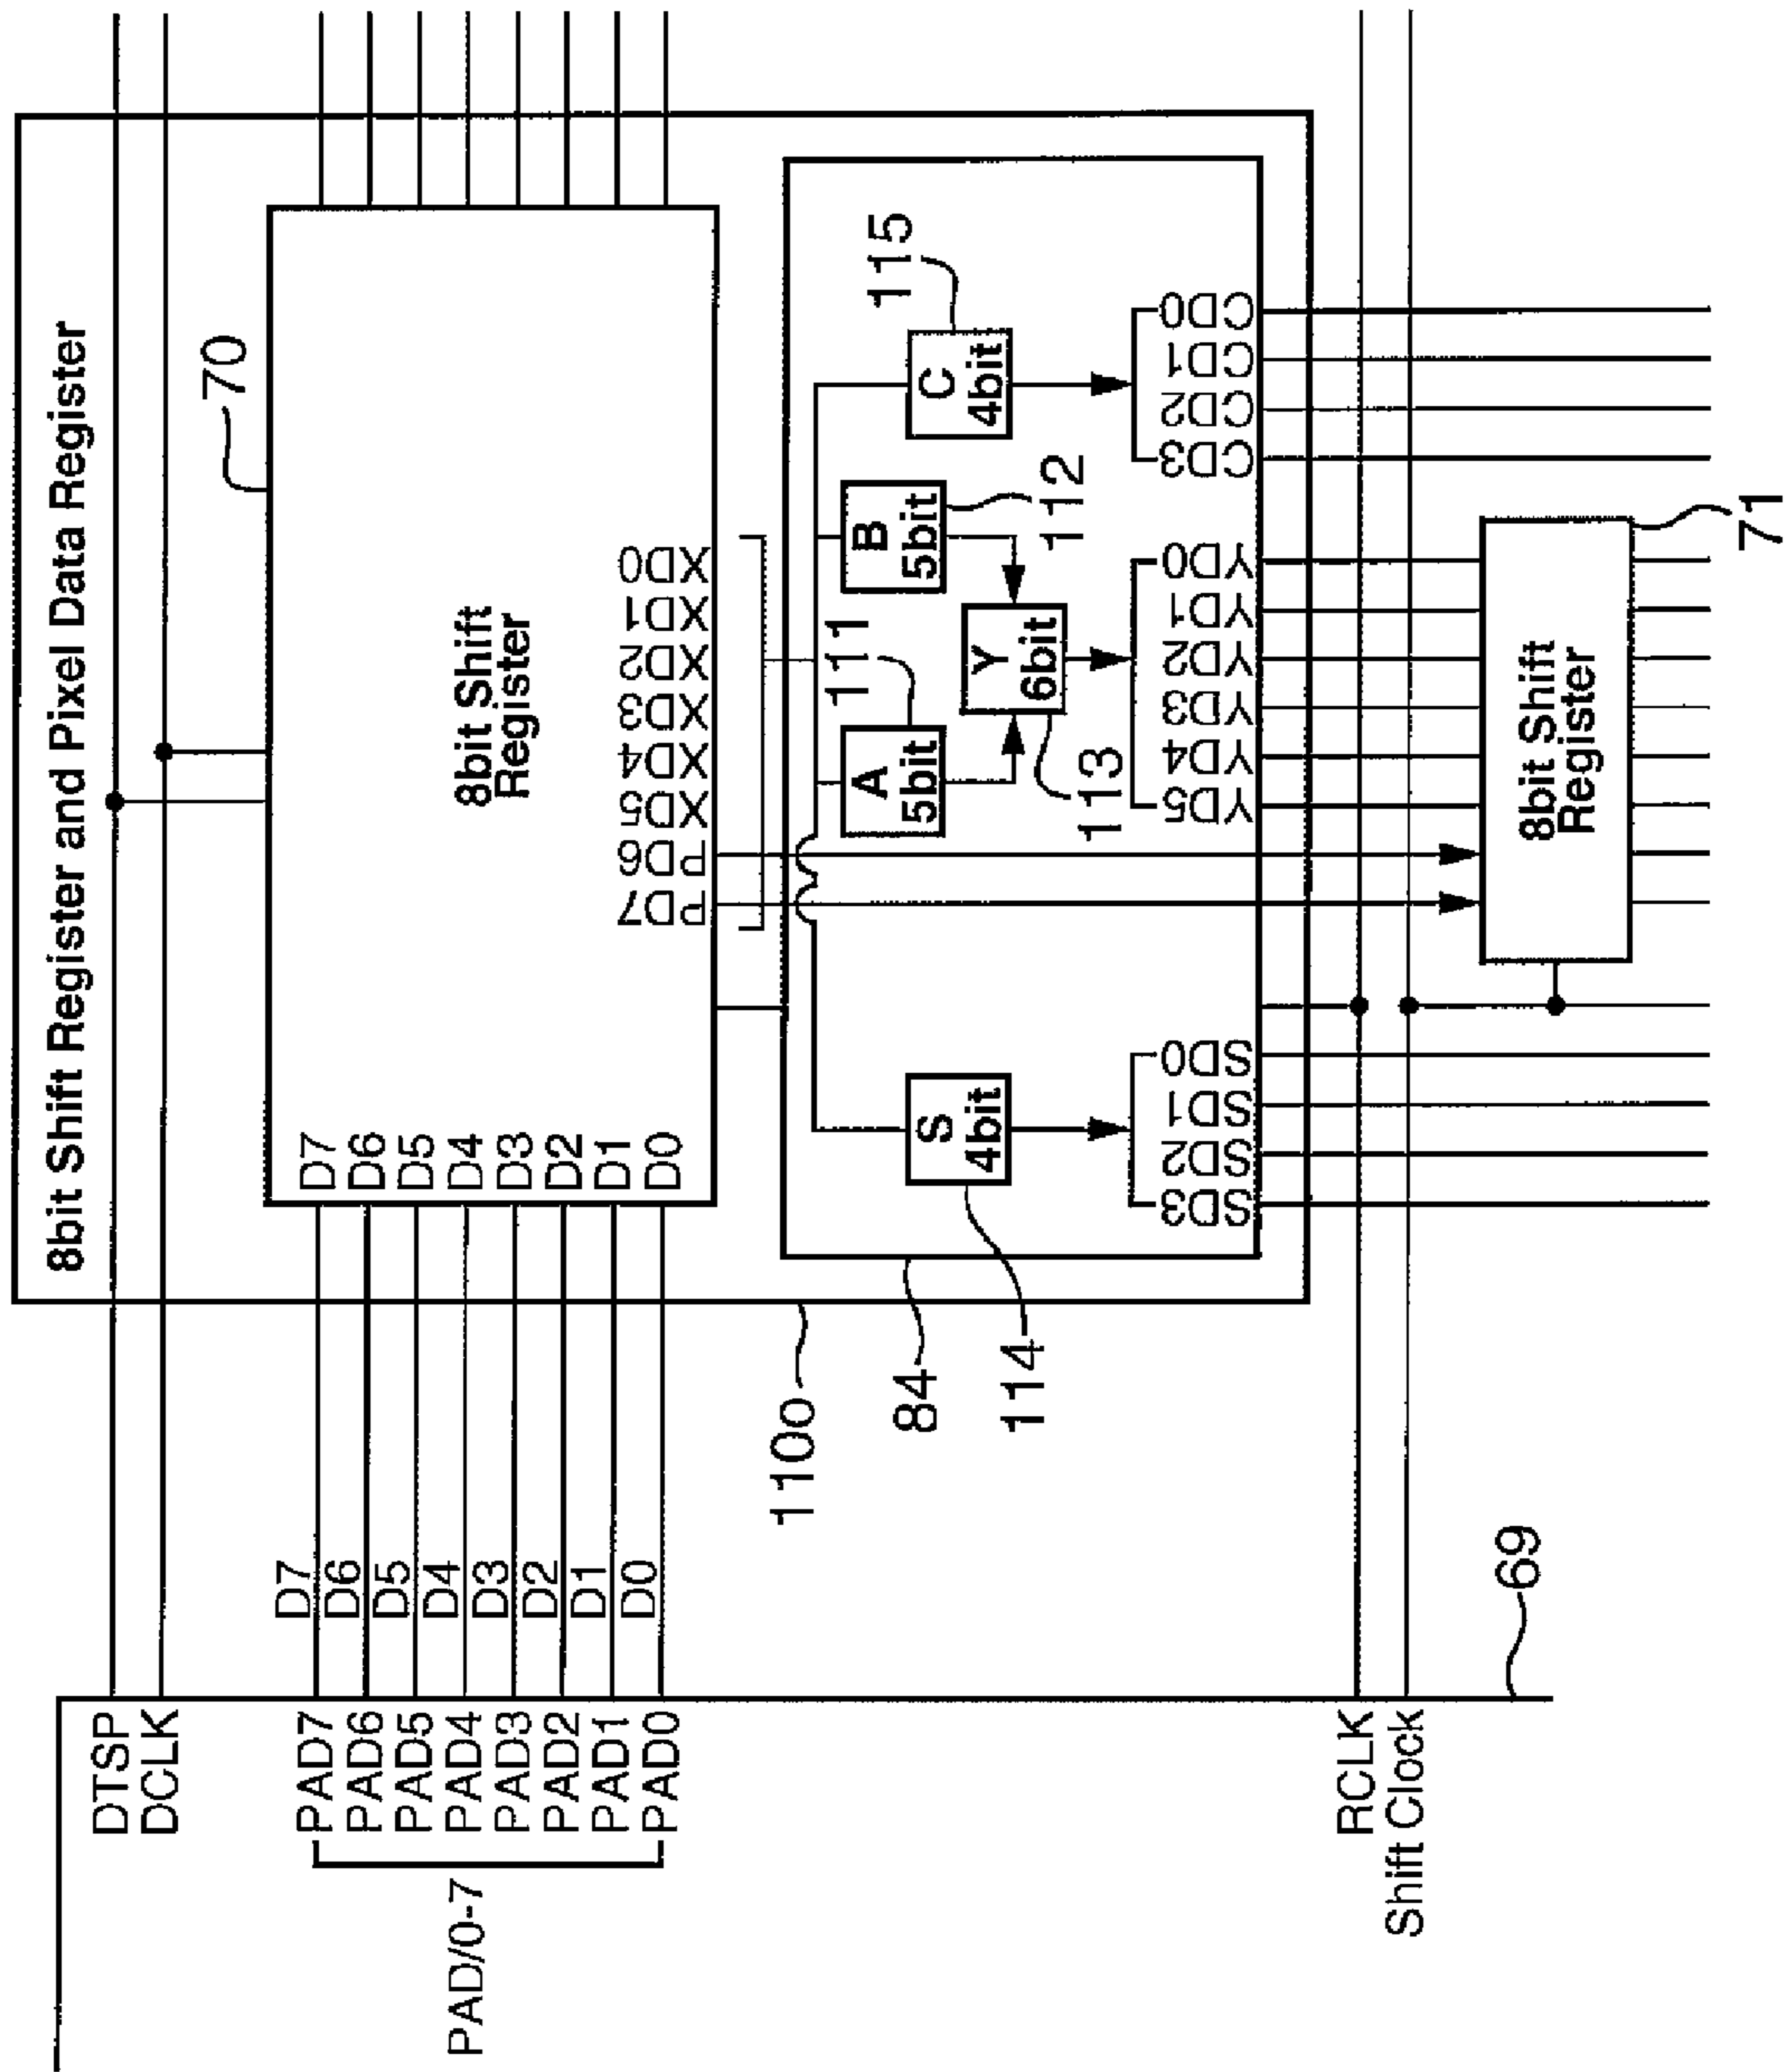 8bit Shift Register and Pixel Data Register
DTSP
DCLK
PAD/0-7
PAD7
PAD6
PAD5
PAD4
PAD3
PAD2
PAD1
PAD0
D7
D6
D5
D4
D3
D2
D1
D0
D7
D6
D5
D4
D3
D2
D1
D0
70
8bit Shift
Register
PD7
PD6
XD5
XD4
XD3
XD2
XD1
XD0
110o
84
114
S
4bit
A
5bit
111
B
5bit
112
Y
6bit
113
C
4bit
115
SD3
SD2
SD1
SD0
YD5
YD4
YD3
YD2
YD1
YD0
CD3
CD2
CD1
CD0
RCLK
Shift Clock
69
8bit Shift
Register
71